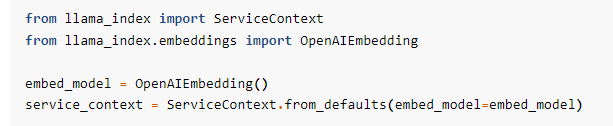 from llama_index import ServiceContext
from llama_index.embeddings import OpenAIEmbedding
embed_model = OpenAIEmbedding()
service_context = ServiceContext.from_defaults(embed_model=embed_model)